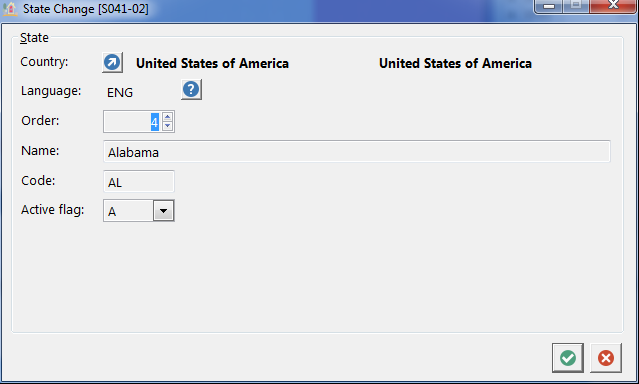 State Change [S041-02]
State
Country: United States of America United States of America
Language: ENG
Order: 4
Name: Alabama
Code: AL
Active flag: A